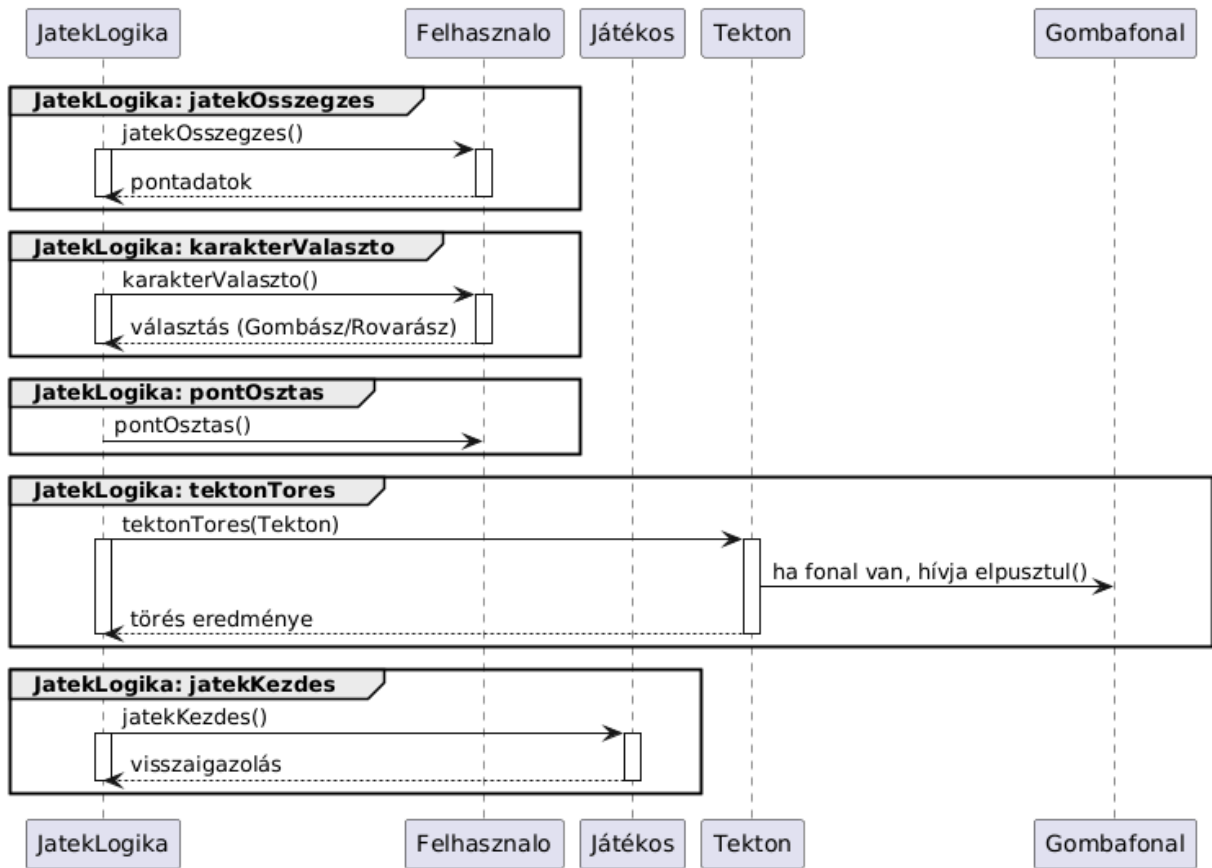 JatekLogika Felhasznalo Játékos Tekton Gombafonal
JatekLogika: jatekOsszegzes
jatekOsszegzes()
pontadatok
JatekLogika: karakterValaszto
karakterValaszto()
választás (Gombász/Rovarász)
JatekLogika: pontOsztas
pontOsztas()
JatekLogika: tektonTores
tektonTores(Tekton)
ha fonal van, hívja elpusztul()
törés eredménye
JatekLogika: jatekKezdes
jatekKezdes()
visszaigazolás
JatekLogika Felhasznalo Játékos Tekton Gombafonal